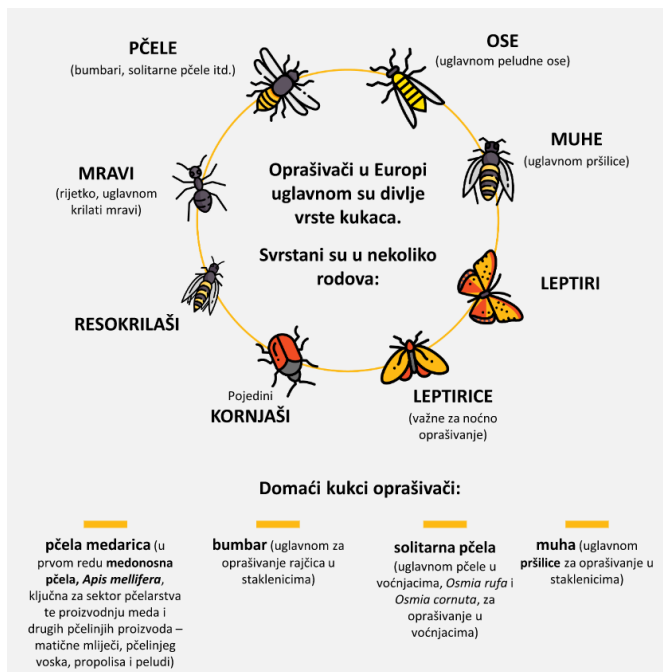 PČELE
(bumbari, solitarne pčele itd.)
OSE
(uglavnom peludne ose)
MUHE
(uglavnom pršilice)
LEPTIRI
LEPTIRICE
(važne za noćno
oprašivanje)
Pojedini
KORNJAŠI
RESOKRILAŠI
MRAVI
(rijetko, uglavnom
krilati mravi)
Oprašivači u Europi
uglavnom su divlje
vrste kukaca.
Svrstani su u nekoliko
rodova:
Domaći kukci oprašivači:
pčela medarica (u
prvom redu medonosna
pčela, Apis mellifera,
ključna za sektor pčelarstva
te proizvodnju meda i
drugih pčelinjih proizvoda –
matične mliječi, pčelinjeg
voska, propolisa i peludi)
bumbar (uglavnom za
oprašivanje rajčica u
staklenicima)
solitarna pčela
(uglavnom pčele u
voćnjacima, Osmia rufa i
Osmia cornuta, za
oprašivanje u
voćnjacima)
muha (uglavnom
pršilice za oprašivanje u
staklenicima)